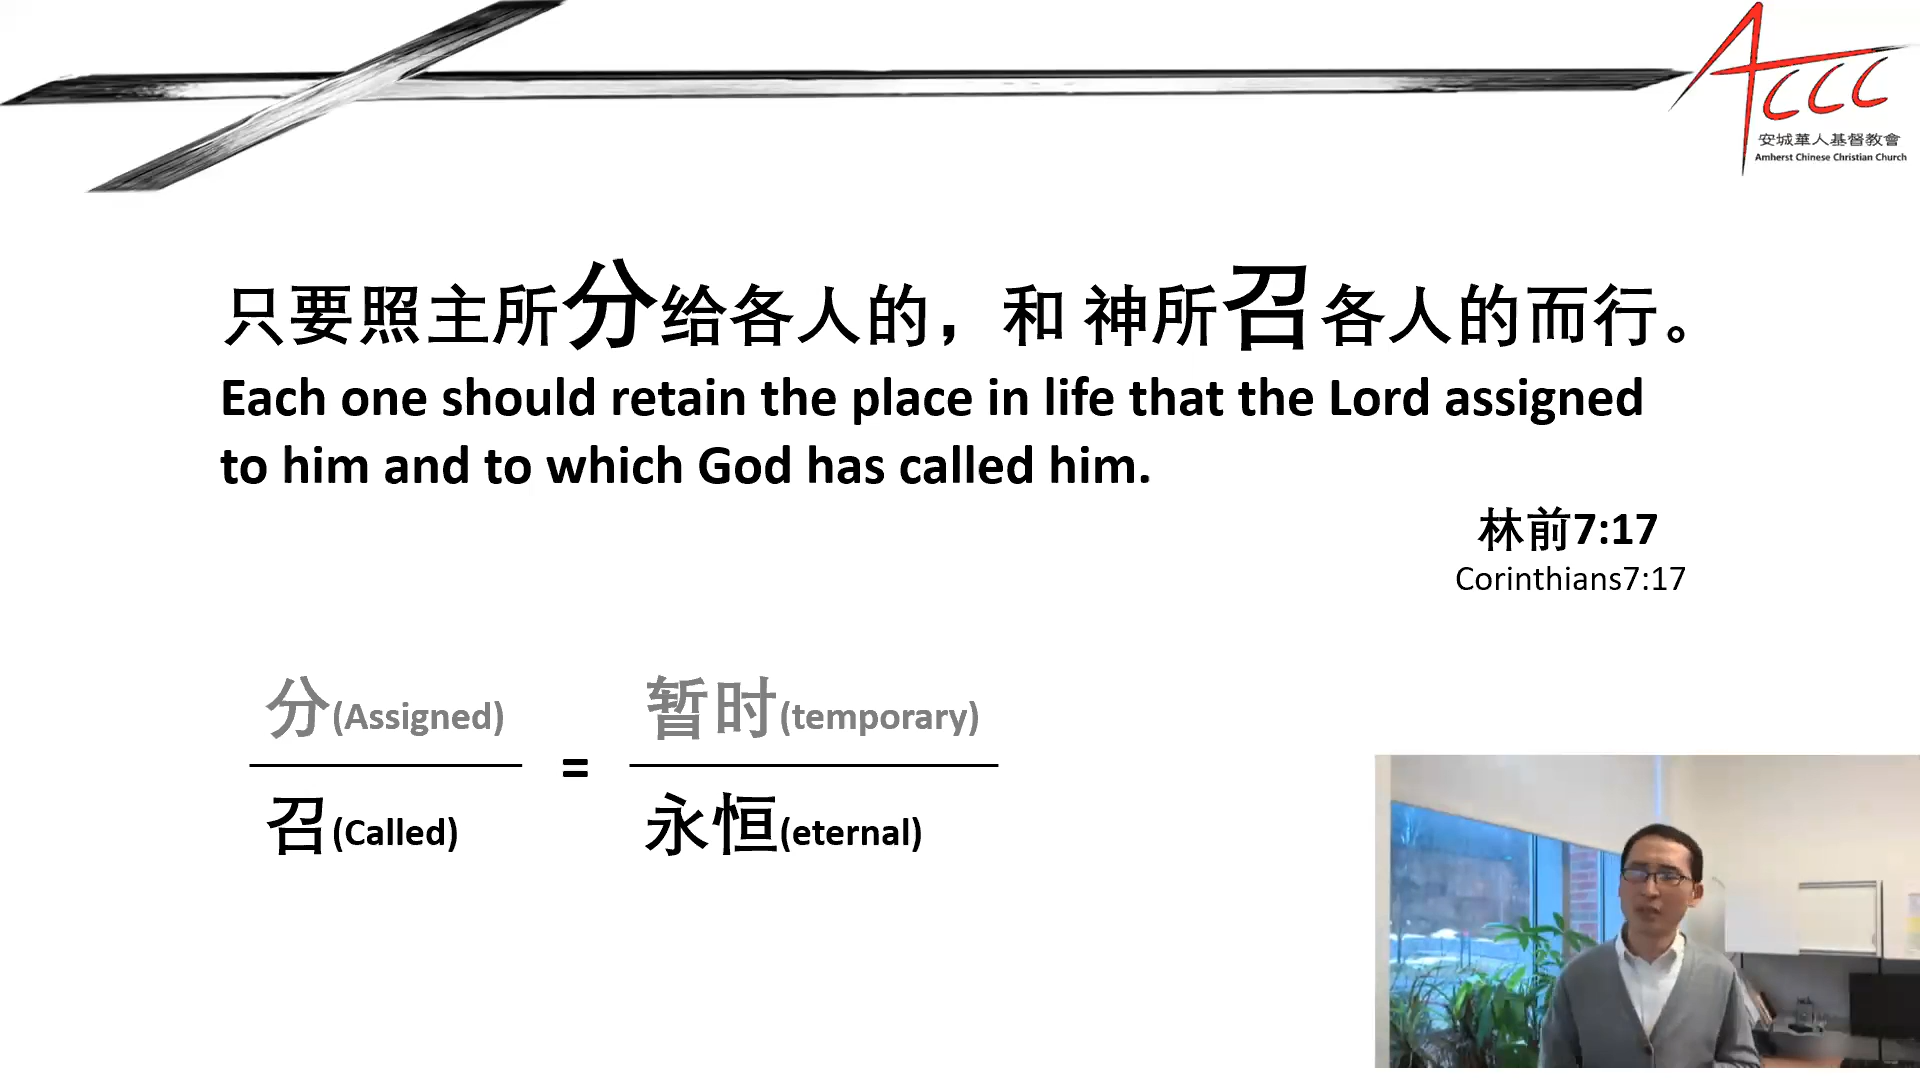 ACCC
安城華人基督教會
Amherst Chinese Christian Church
只要照主所分给各人的，和 神所召各人的而行。
Each one should retain the place in life that the Lord assigned
to him and to which God has called him.
林前7:17
Corinthians7:17
分(Assigned)
召(Called)
=
暂时(temporary)
永恒(eternal)